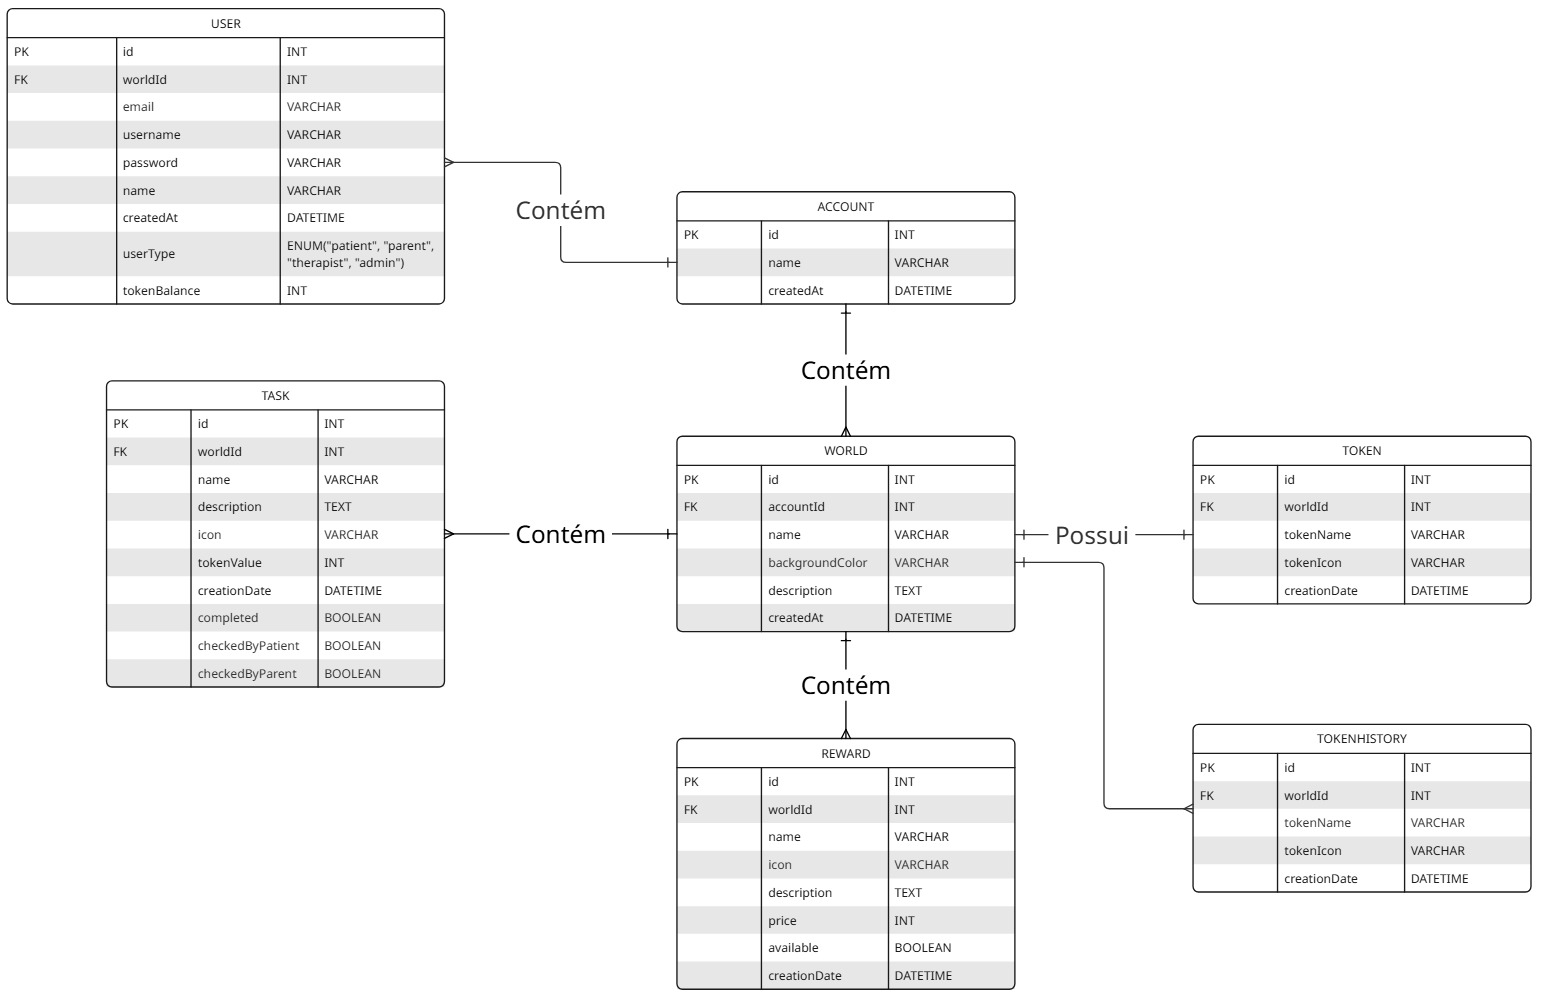 USER
PK id INT
FK worldId INT
email VARCHAR
username VARCHAR
password VARCHAR
name VARCHAR
createdAt DATETIME
userType ENUM("patient", "parent",
"therapist", "admin")
tokenBalance INT
Contém
ACCOUNT
PK id INT
name VARCHAR
createdAt DATETIME
Contém
TASK
PK id INT
FK worldId INT
name VARCHAR
description TEXT
icon VARCHAR
tokenValue INT
creationDate DATETIME
completed BOOLEAN
checkedByPatient BOOLEAN
checkedByParent BOOLEAN
Contém
WORLD
PK id INT
FK accountId INT
name VARCHAR
backgroundColor VARCHAR
description TEXT
createdAt DATETIME
Possui
TOKEN
PK id INT
FK worldId INT
tokenName VARCHAR
tokenIcon VARCHAR
creationDate DATETIME
Contém
REWARD
PK id INT
FK worldId INT
name VARCHAR
icon VARCHAR
description TEXT
price INT
available BOOLEAN
creationDate DATETIME
TOKENHISTORY
PK id INT
FK worldId INT
tokenName VARCHAR
tokenIcon VARCHAR
creationDate DATETIME